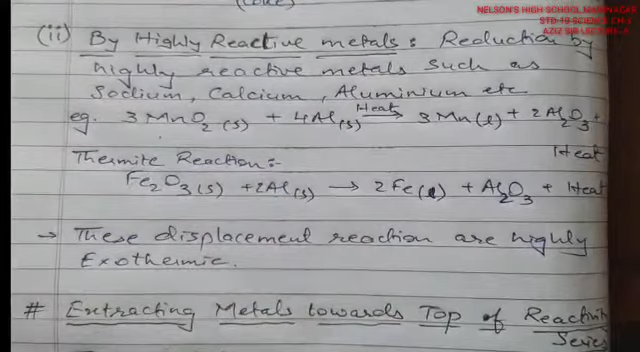 NELSON'S HIGH SCHOOL, MANINAGAR
STD-10 SCIENCE CH-3
(ii) By Highly Reactive metals: Reduction by
highly reactive metals such as
Sodium, Calcium, Aluminium etc
eg. 3MnO₂(s) + 4Al(s) Heat→ 3Mn(l) + 2Al₂O₃ +
Heat
Thermite Reaction:-
Fe₂O₃(s) + 2Al(s) → 2Fe(l) + Al₂O₃ + Heat
→ These displacement reaction are highly
Exothermic.
# Extracting Metals towards Top of Reactivity
Series